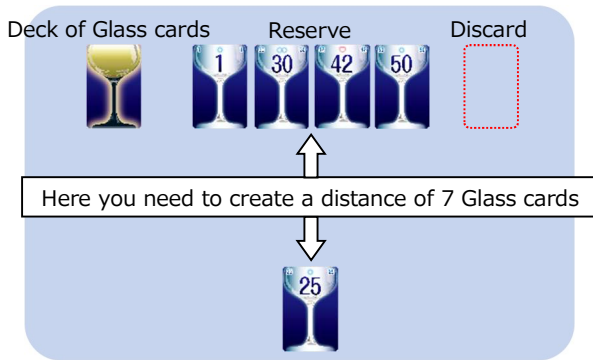 Deck of Glass cards Reserve Discard
1 30 42 50
Here you need to create a distance of 7 Glass cards
25